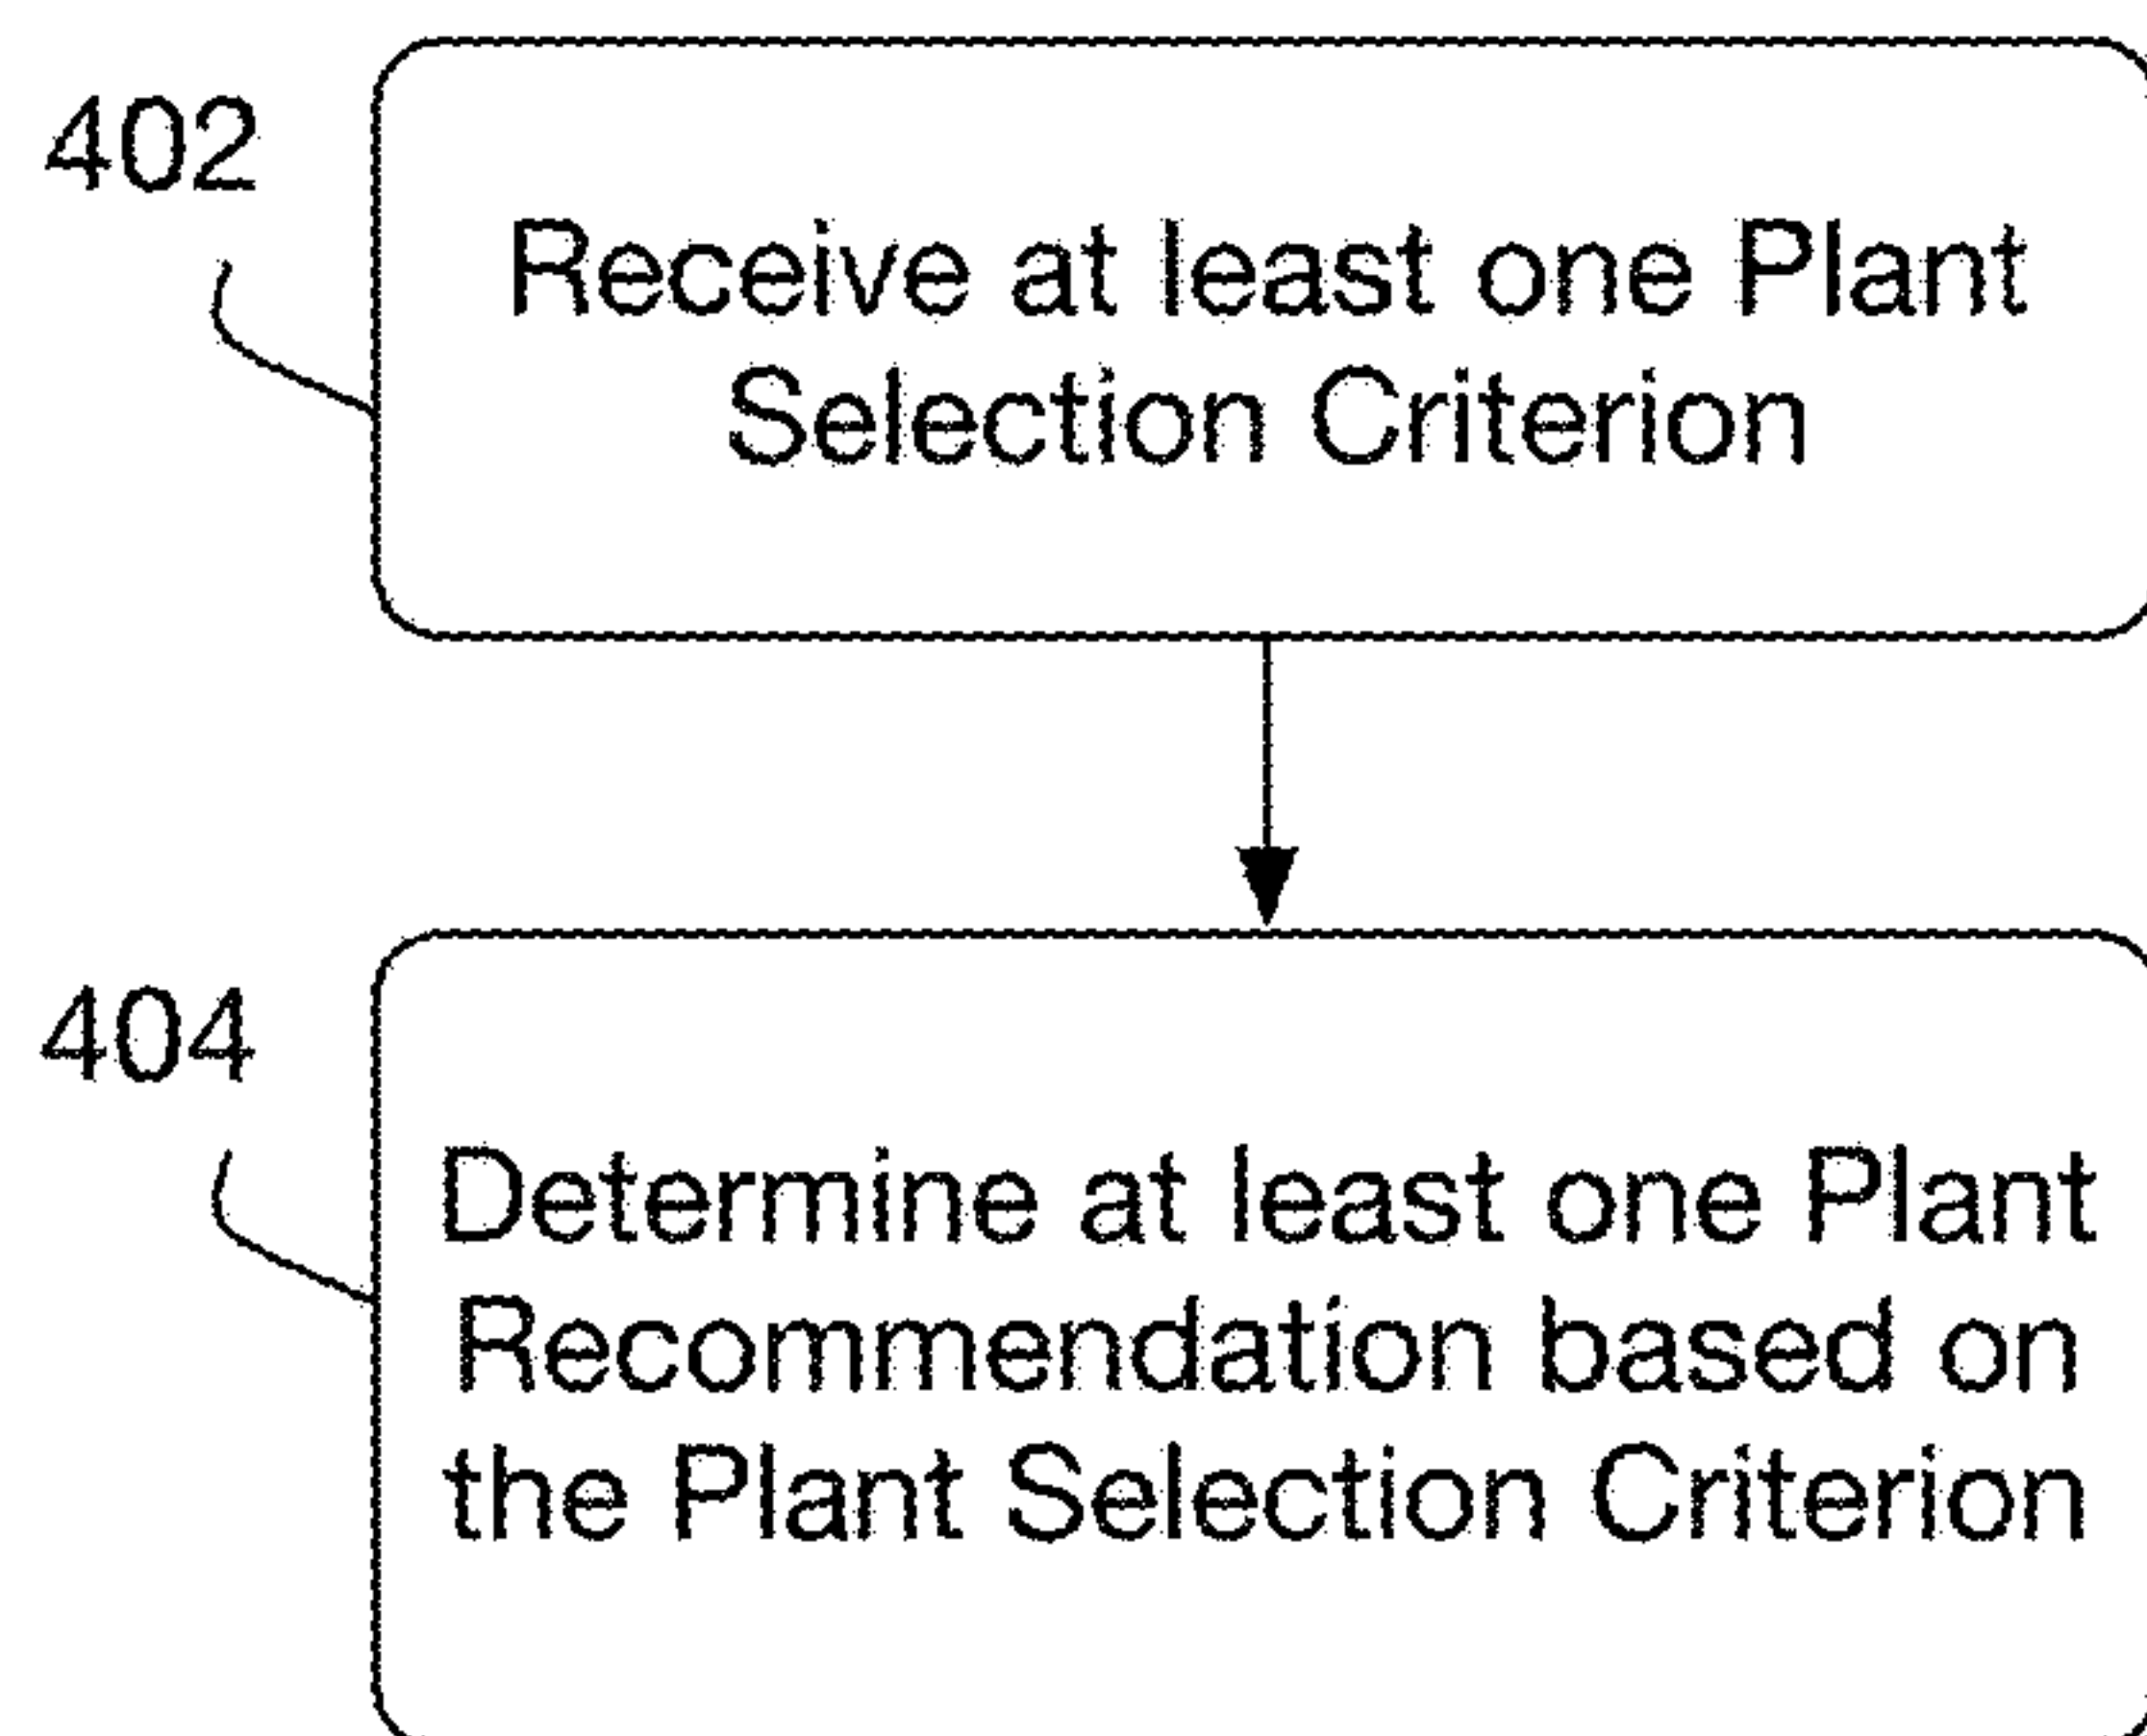 402
Receive at least one Plant
Selection Criterion
404
Determine at least one Plant
Recommendation based on
the Plant Selection Criterion